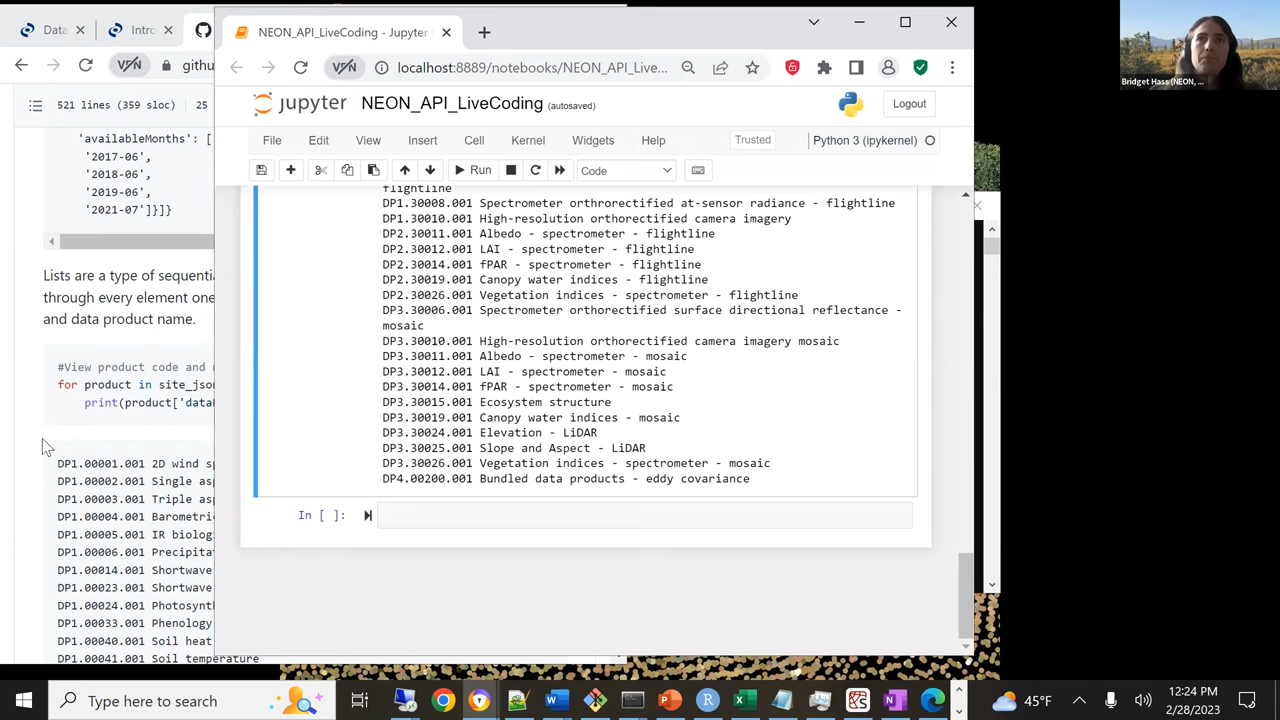 Data
Intro
NEON_API_LiveCoding - Jupyter
VPN
githu
VPN
localhost:8889/notebooks/NEON_API_Live...
Bridget Hass (NEON, ...
521 lines (359 sloc)
25
jupyter
NEON_API_LiveCoding
(autosaved)
Logout
File
Edit
View
Insert
Cell
Kernel
Widgets
Help
Trusted
Python 3 (ipykernel)
Run
Code
'availableMonths': [
'2017-06',
'2018-06',
'2019-06',
'2021-07']}]}
Lists are a type of sequentia
through every element one
and data product name.
#View product code and n
for product in site_json
print(product['data
DP1.00001.001 2D wind sp
DP1.00002.001 Single asp
DP1.00003.001 Triple asp
DP1.00004.001 Barometric
DP1.00005.001 IR biolog
DP1.00006.001 Precipitat
DP1.00014.001 Shortwave
DP1.00023.001 Shortwave
DP1.00024.001 Photosynth
DP1.00033.001 Phenology
DP1.00040.001 Soil heat
DP1.00041.001 Soil temperature
flightline
DP1.30008.001 Spectrometer orthrorectified at-sensor radiance - flightline
DP1.30010.001 High-resolution orthorectified camera imagery
DP2.30011.001 Albedo - spectrometer - flightline
DP2.30012.001 LAI - spectrometer - flightline
DP2.30014.001 fPAR - spectrometer - flightline
DP2.30019.001 Canopy water indices - flightline
DP2.30026.001 Vegetation indices - spectrometer - flightline
DP3.30006.001 Spectrometer orthorectified surface directional reflectance -
mosaic
DP3.30010.001 High-resolution orthorectified camera imagery mosaic
DP3.30011.001 Albedo - spectrometer - mosaic
DP3.30012.001 LAI - spectrometer - mosaic
DP3.30014.001 fPAR - spectrometer - mosaic
DP3.30015.001 Ecosystem structure
DP3.30019.001 Canopy water indices - mosaic
DP3.30024.001 Elevation - LiDAR
DP3.30025.001 Slope and Aspect - LiDAR
DP3.30026.001 Vegetation indices - spectrometer - mosaic
DP4.00200.001 Bundled data products - eddy covariance
In [ ]:
Type here to search
45°F
12:24 PM
2/28/2023